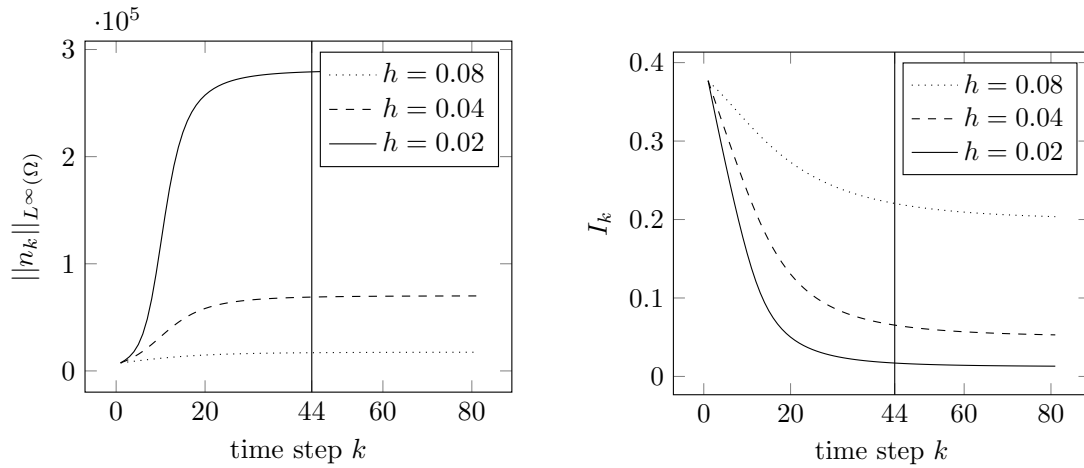 ·10⁵
3
2
1
0
||n_k||_{L^∞(Ω)}
h = 0.08
h = 0.04
h = 0.02
0 20 44 60 80
time step k
0.4
0.3
0.2
0.1
0
I_k
h = 0.08
h = 0.04
h = 0.02
0 20 44 60 80
time step k